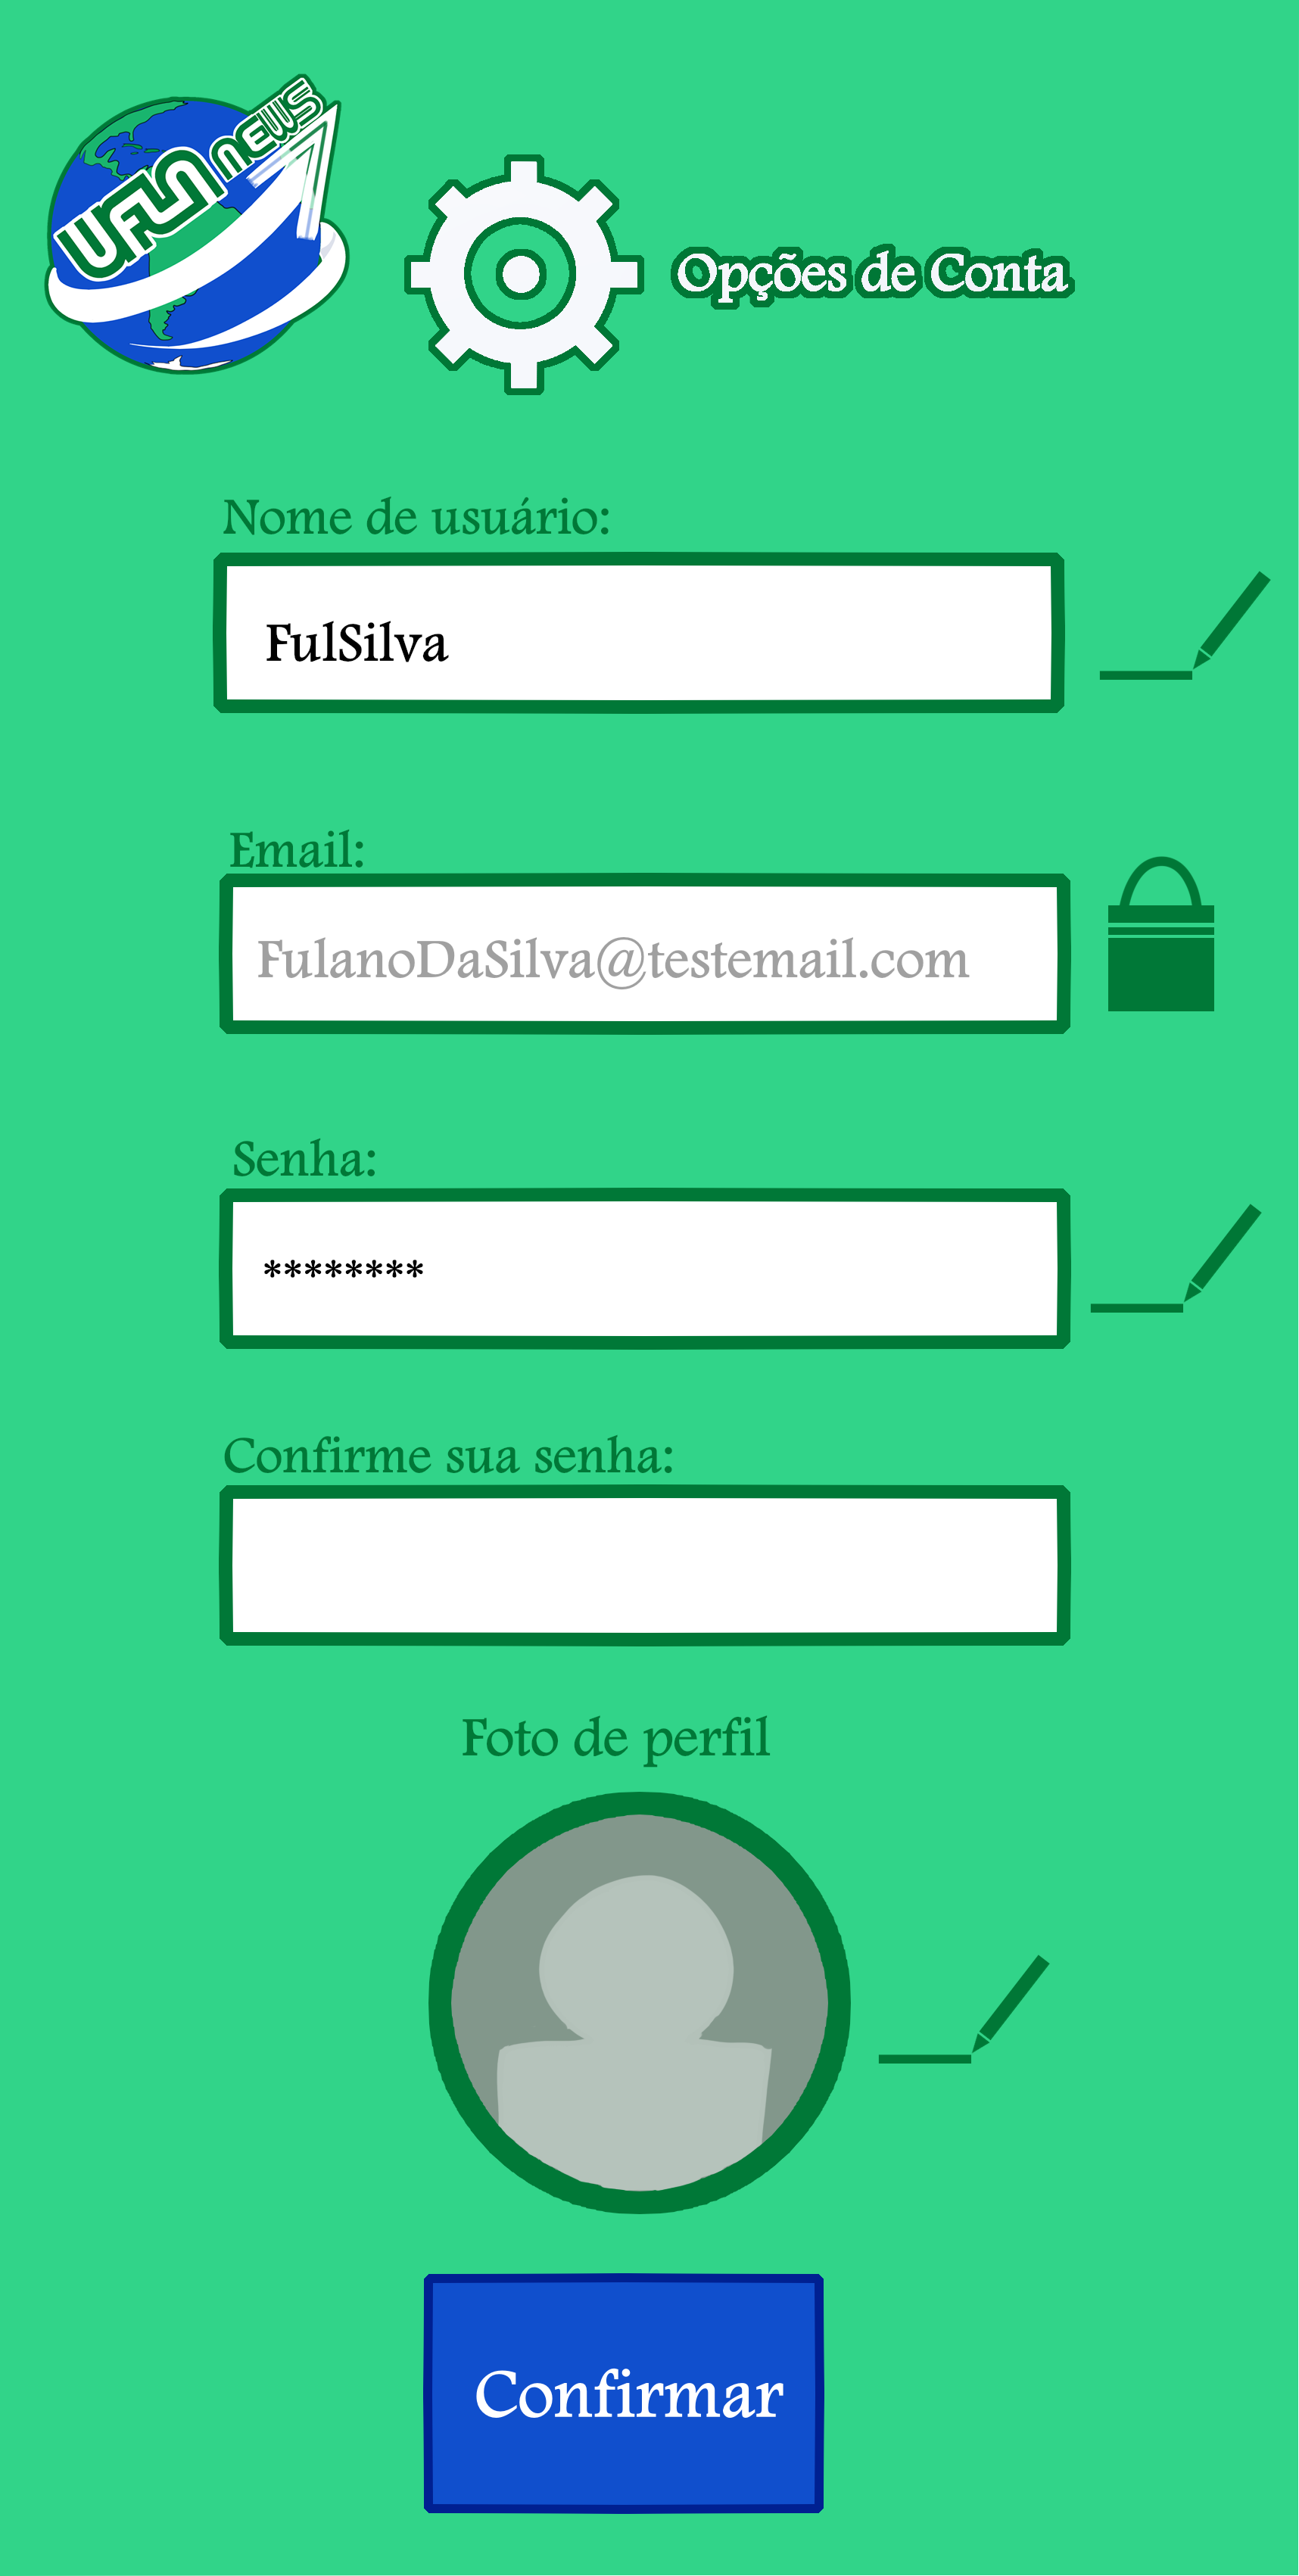 UFLA NEWS
Opções de Conta
Nome de usuário:
FulSilva
Email:
FulanoDaSilva@testemail.com
Senha:
********
Confirme sua senha:
Foto de perfil
Confirmar